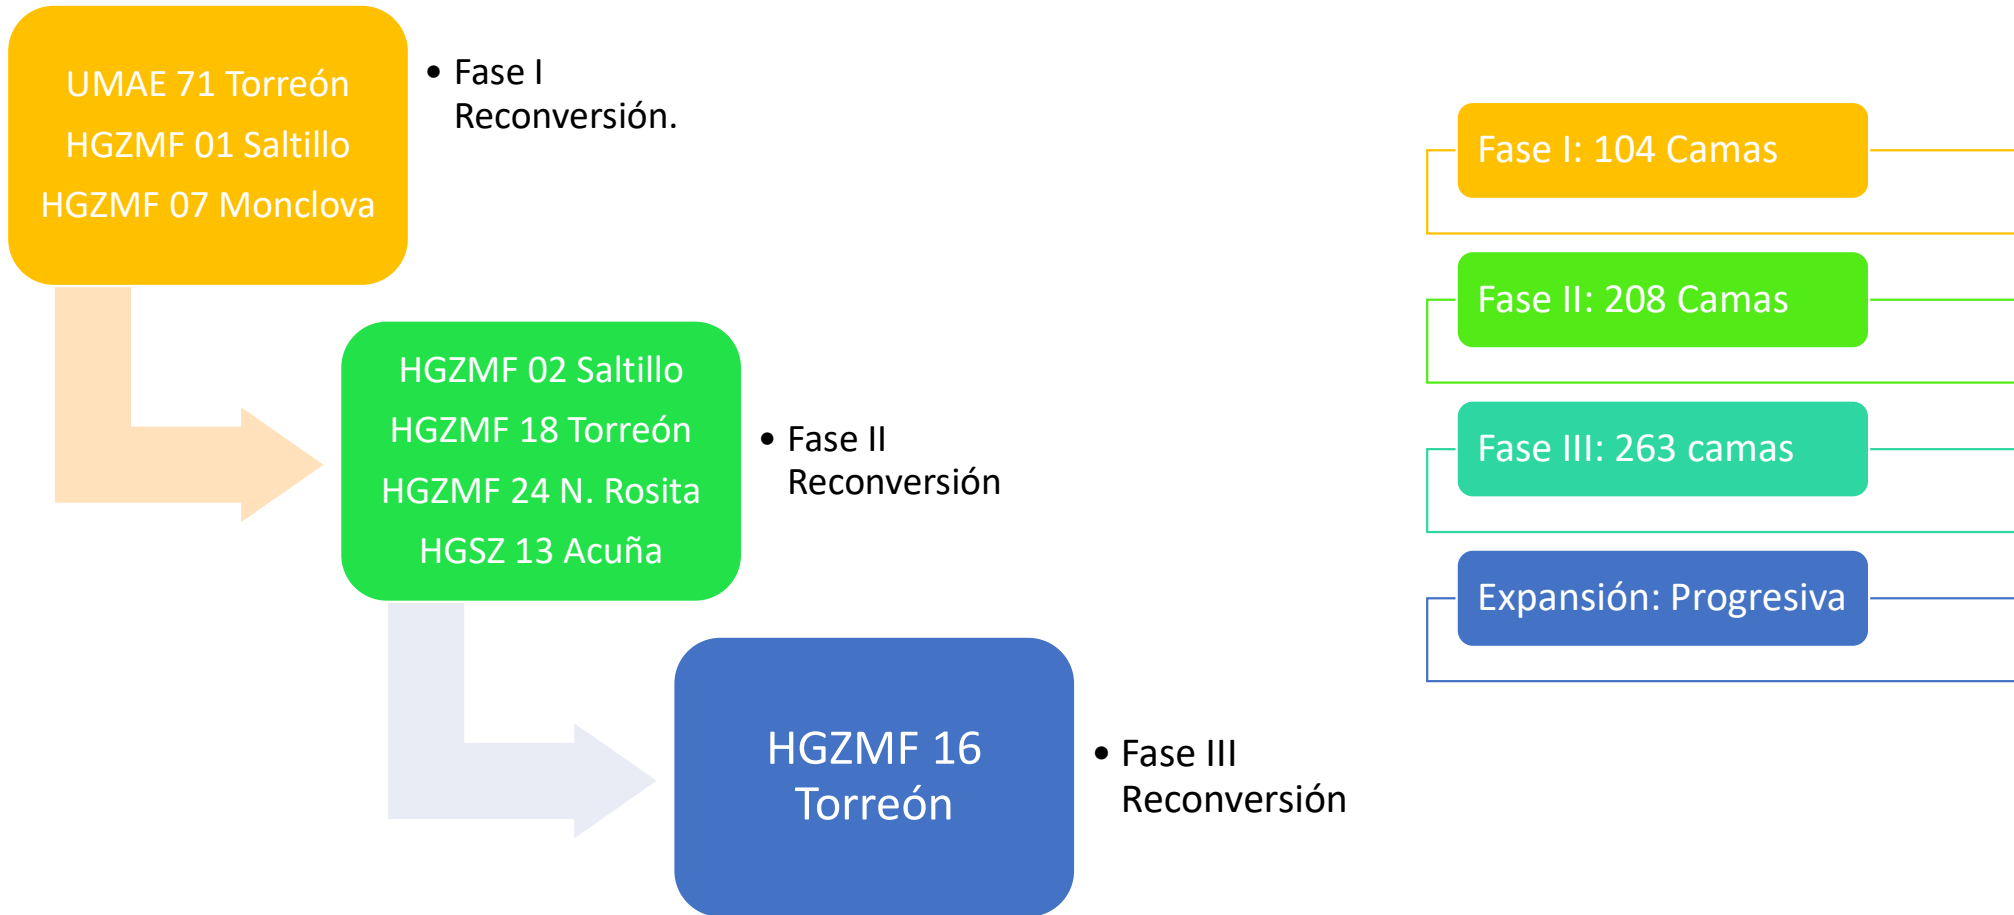 UMAE 71 Torreón
HGZMF 01 Saltillo
HGZMF 07 Monclova
• Fase I
Reconversión.
HGZMF 02 Saltillo
HGZMF 18 Torreón
HGZMF 24 N. Rosita
HGSZ 13 Acuña
• Fase II
Reconversión
HGZMF 16
Torreón
• Fase III
Reconversión
Fase I: 104 Camas
Fase II: 208 Camas
Fase III: 263 camas
Expansión: Progresiva